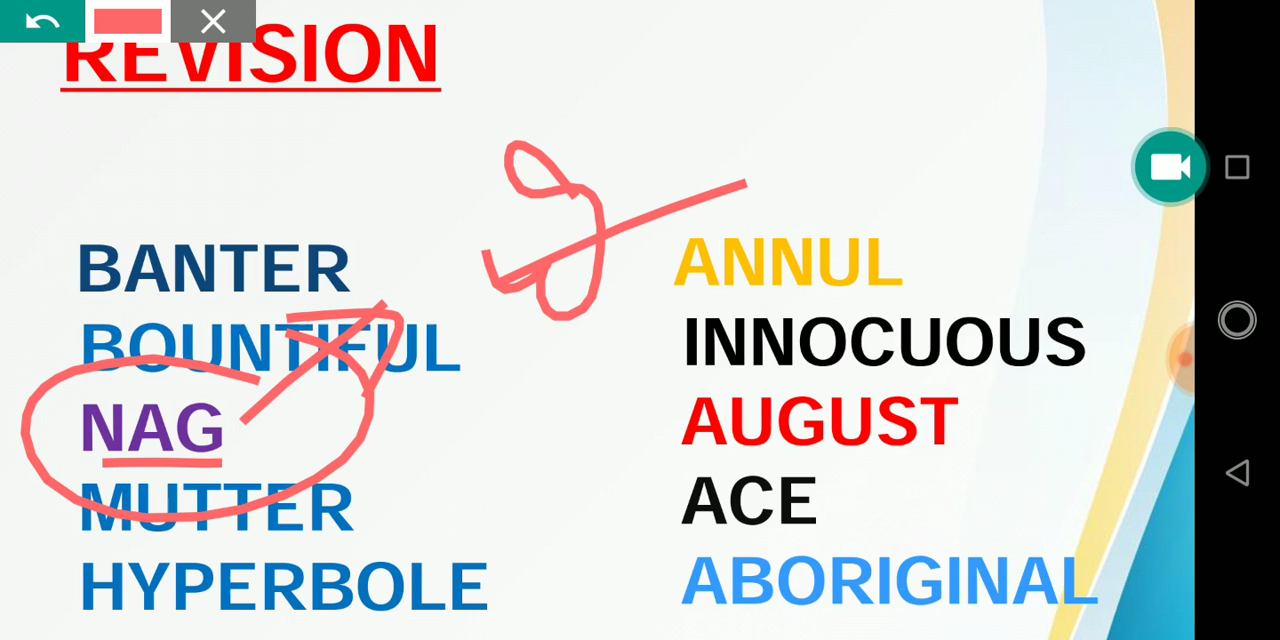 REVISION
BANTER
BOUNTIFUL
NAG
MUTTER
HYPERBOLE
ANNUL
INNOCUOUS
AUGUST
ACE
ABORIGINAL